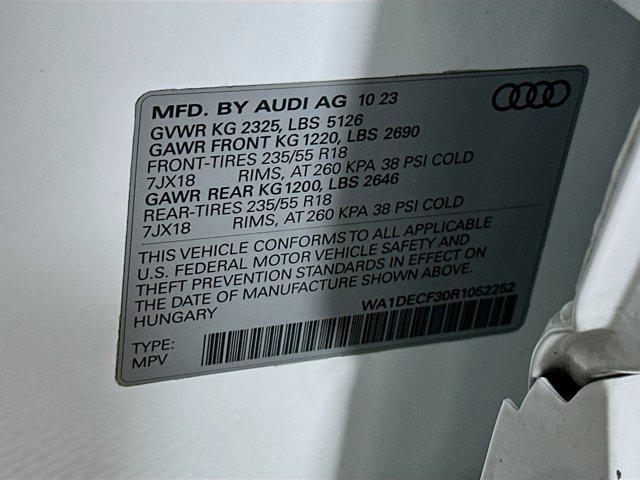 MFD. BY AUDI AG 10 23
GVWR KG 2325, LBS 5126
GAWR FRONT KG 1220, LBS 2690
FRONT-TIRES 235/55 R18
7JX18 RIMS, AT 260 KPA 38 PSI COLD
GAWR REAR KG 1200, LBS 2646
REAR-TIRES 235/55 R18
7JX18 RIMS, AT 260 KPA 38 PSI COLD
THIS VEHICLE CONFORMS TO ALL APPLICABLE
U.S. FEDERAL MOTOR VEHICLE SAFETY AND
THEFT PREVENTION STANDARDS IN EFFECT ON
THE DATE OF MANUFACTURE SHOWN ABOVE.
HUNGARY WA1DECF30R1052252
TYPE:
MPV